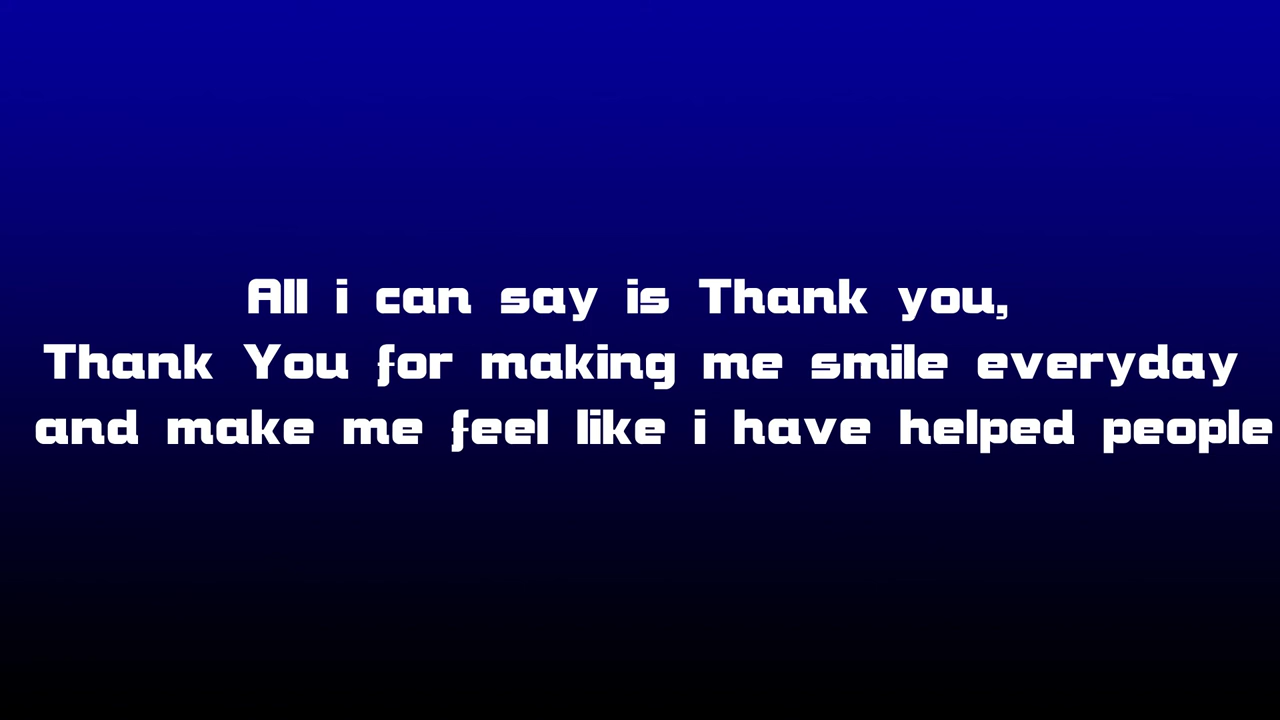 All i can say is Thank you,
Thank You for making me smile everyday
and make me feel like i have helped people